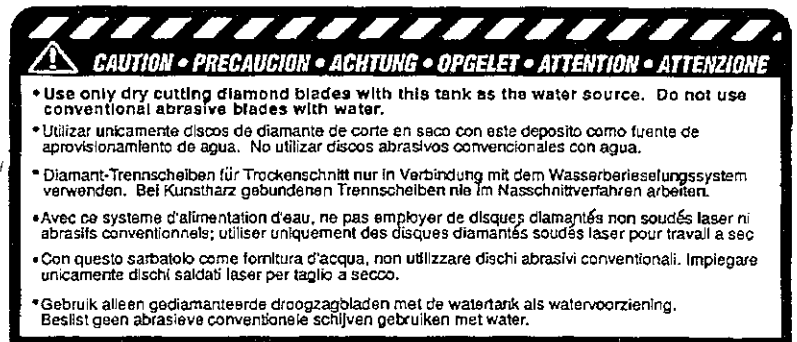 CAUTION • PRECAUCION • ACHTUNG • OPGELET • ATTENTION • ATTENZIONE
• Use only dry cutting diamond blades with this tank as the water source. Do not use
conventional abrasive blades with water.
• Utilizar unicamente discos de diamante de corte en seco con este deposito como fuente de
aprovisionamiento de agua. No utilizar discos abrasivos convencionales con agua.
• Diamant-Trennscheiben für Trockenschnitt nur in Verbindung mit dem Wasserberieselungssystem
verwenden. Bei Kunstharz gebundenen Trennscheiben nie im Nasschnittverfahren arbeiten.
• Avec ce systeme d'alimentation d'eau, ne pas employer de disques diamantés non soudés laser ni
abrasifs conventionnels; utiliser uniquement des disques diamantés soudés laser pour travail a sec
• Con questo sarbatolo come fornitura d'acqua, non utilizzare dischi abrasivi conventionali. Impiegare
unicamente dischi saldati laser per taglio a secco.
• Gebruik alleen gediamanteerde droogzagbladen met de watertank als watervoorziening.
Beslist geen abrasieve conventionele schijven gebruiken met water.